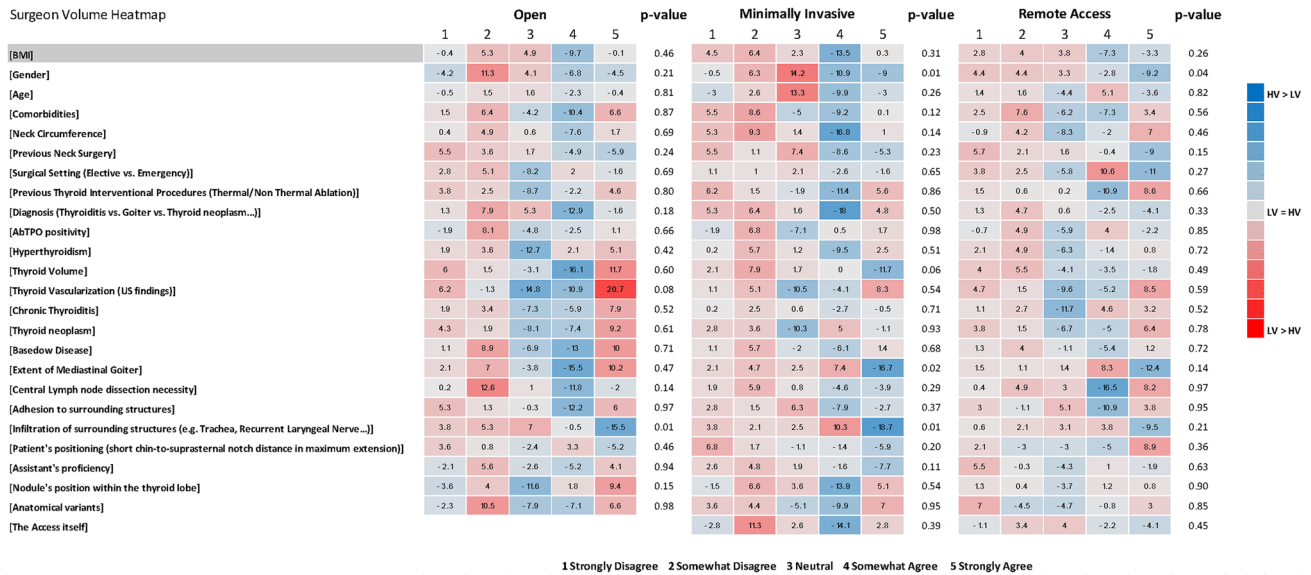 Surgeon Volume Heatmap Open p-value Minimally Invasive p-value Remote Access p-value
1 2 3 4 5 1 2 3 4 5 1 2 3 4 5
[BMI] -0.4 5.3 4.9 -9.7 -0.1 0.46 4.5 6.4 2.3 -13.5 0.3 0.31 2.8 4 3.8 -7.3 -3.3 0.26
[Gender] -4.2 11.3 4.1 -6.8 -4.5 0.21 -0.5 6.3 14.2 -10.9 -9 0.01 4.4 4.4 3.3 -2.8 -9.2 0.04
[Age] -0.5 1.5 1.6 -2.3 -0.4 0.81 -3 2.6 13.3 -9.9 -3 0.26 1.4 1.6 -4.4 5.1 -3.6 0.82
HV > LV
[Comorbidities] 1.5 6.4 -4.2 -10.4 6.6 0.87 5.5 8.6 -5 -9.2 0.1 0.12 2.5 7.6 -6.2 -7.3 3.4 0.56
[Neck Circumference] 0.4 4.9 0.6 -7.6 1.7 0.69 5.3 9.3 1.4 -16.8 1 0.14 -0.9 4.2 -8.3 -2 7 0.46
[Previous Neck Surgery] 5.5 3.6 1.7 -4.9 -5.9 0.24 5.5 1.1 7.4 -8.6 -5.3 0.23 5.7 2.1 1.6 -0.4 -9 0.15
[Surgical Setting (Elective vs. Emergency)] 2.8 5.1 -8.2 2 -1.6 0.69 1.1 1 2.1 -2.6 -1.6 0.65 3.8 2.5 -5.8 10.6 -11 0.27
[Previous Thyroid Interventional Procedures (Thermal/Non Thermal Ablation)] 3.8 2.5 -8.7 -2.2 4.6 0.80 6.2 1.5 -1.9 -11.4 5.6 0.86 1.5 0.6 0.2 -10.9 8.6 0.66
[Diagnosis (Thyroiditis vs. Goiter vs. Thyroid neoplasm...)] 1.3 7.9 5.3 -12.9 -1.6 0.18 5.3 6.4 1.6 -18 4.8 0.50 1.3 4.7 0.6 -2.5 -4.1 0.33
LV = HV
[AbTPO positivity] -1.9 8.1 -4.8 -2.5 1.1 0.66 -1.9 6.8 -7.1 0.5 1.7 0.98 -0.7 4.9 -5.9 4 -2.2 0.85
[Hyperthyroidism] 1.9 3.6 -12.7 2.1 5.1 0.42 0.2 5.7 1.2 -9.5 2.5 0.51 2.1 4.9 -6.3 -1.4 0.8 0.72
[Thyroid Volume] 6 1.5 -3.1 -16.1 11.7 0.60 2.1 7.9 1.7 0 -11.7 0.06 4 5.5 -4.1 -3.5 -1.8 0.49
[Thyroid Vascularization (US findings)] 6.2 -1.3 -14.8 -10.9 20.7 0.08 1.1 5.1 -10.5 -4.1 8.3 0.54 4.7 1.5 -9.6 -5.2 8.5 0.59
[Chronic Thyroiditis] 1.9 3.4 -7.3 -5.9 7.9 0.52 0.2 2.5 0.6 -2.7 -0.5 0.71 1.1 2.7 -11.7 4.6 3.2 0.52
[Thyroid neoplasm] 4.3 1.9 -8.1 -7.4 9.2 0.61 2.8 3.6 -10.3 5 -1.1 0.93 3.8 1.5 -6.7 -5 6.4 0.78
LV > HV
[Basedow Disease] 1.1 8.9 -6.9 -13 10 0.71 1.1 5.7 -2 -6.1 1.4 0.68 1.3 4 -1.1 -5.4 1.2 0.72
[Extent of Mediastinal Goiter] 2.1 7 -3.8 -15.5 10.2 0.47 2.1 4.7 2.5 7.4 -16.7 0.02 1.5 1.1 1.4 8.3 -12.4 0.14
[Central Lymph node dissection necessity] 0.2 12.6 1 -11.8 -2 0.14 1.9 5.9 0.8 -4.6 -3.9 0.29 0.4 4.9 3 -16.5 8.2 0.97
[Adhesion to surrounding structures] 5.3 1.3 -0.3 -12.2 6 0.97 2.8 1.5 6.3 -7.9 -2.7 0.37 3 -1.1 5.1 -10.9 3.8 0.95
[Infiltration of surrounding structures (e.g. Trachea, Recurrent Laryngeal Nerve...)] 3.8 5.3 7 -0.5 -15.5 0.01 3.8 2.1 2.5 10.3 -18.7 0.01 0.6 2.1 3.1 3.8 -9.5 0.21
[Patient's positioning (short chin-to-suprasternal notch distance in maximum extension)] 3.6 0.8 -2.4 3.3 -5.2 0.46 6.8 1.7 -1.1 -1.4 -5.9 0.20 2.1 -3 -3 -5 8.9 0.36
[Assistant's proficiency] -2.1 5.6 -2.6 -5.2 4.1 0.94 2.6 4.8 1.9 -1.6 -7.7 0.11 5.5 -0.3 -4.3 1 -1.9 0.63
[Nodule's position within the thyroid lobe] -3.6 4 -11.6 1.8 9.4 0.15 -1.5 6.6 3.6 -13.9 5.1 0.54 1.3 0.4 -3.7 1.2 0.8 0.90
[Anatomical variants] -2.3 10.5 -7.9 -7.1 6.6 0.98 3.6 4.4 -5.1 -9.9 7 0.95 7 -4.5 -4.7 -0.8 3 0.85
[The Access itself] -2.8 11.3 2.6 -14.1 2.8 0.39 -1.1 3.4 4 -2.2 -4.1 0.45
1 Strongly Disagree 2 Somewhat Disagree 3 Neutral 4 Somewhat Agree 5 Strongly Agree